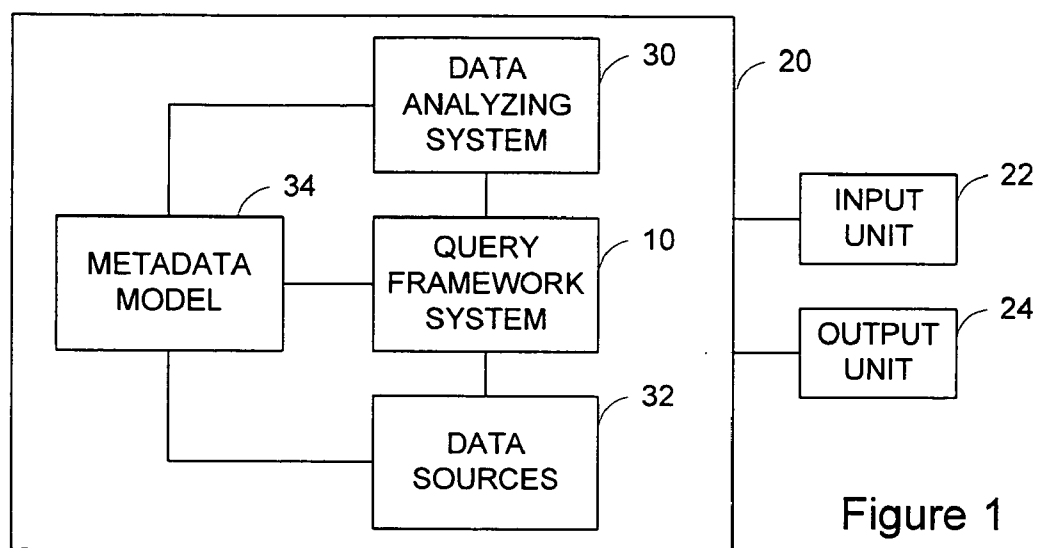 DATA
ANALYZING
SYSTEM
30
20
34
METADATA
MODEL
QUERY
FRAMEWORK
SYSTEM
10
INPUT
UNIT
22
OUTPUT
UNIT
24
DATA
SOURCES
32
Figure 1